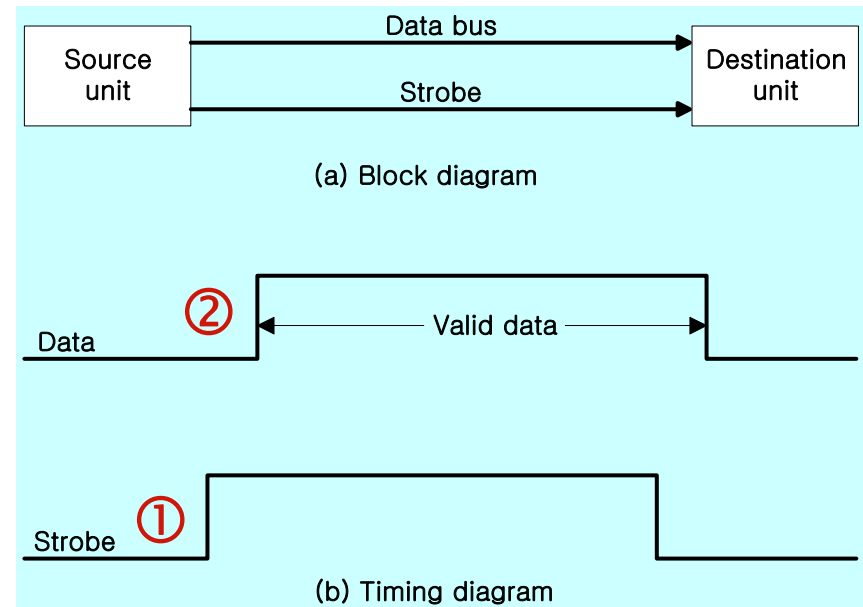 Data bus
Source
unit
Destination
unit
Strobe
(a) Block diagram
②
Valid data
Data
①
Strobe
(b) Timing diagram